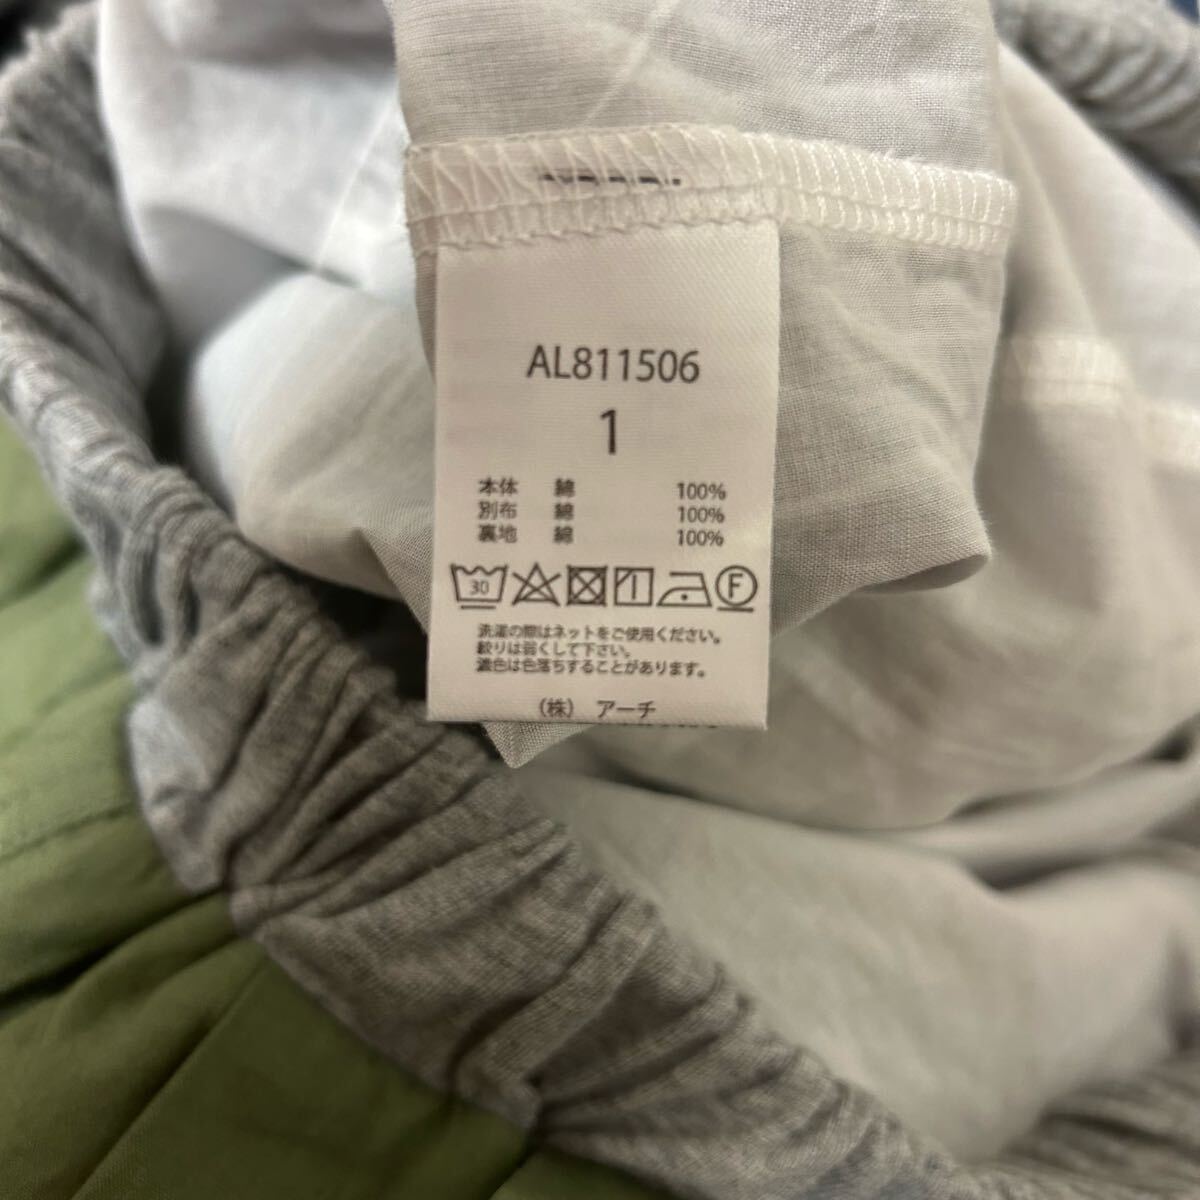 AL811506
1
本体 綿 100%
別布 綿 100%
裏地 綿 100%
30 F
洗濯の際はネットをご使用ください。
絞りは弱くして下さい。
濃色は色落ちすることがあります。
(株) アーチ